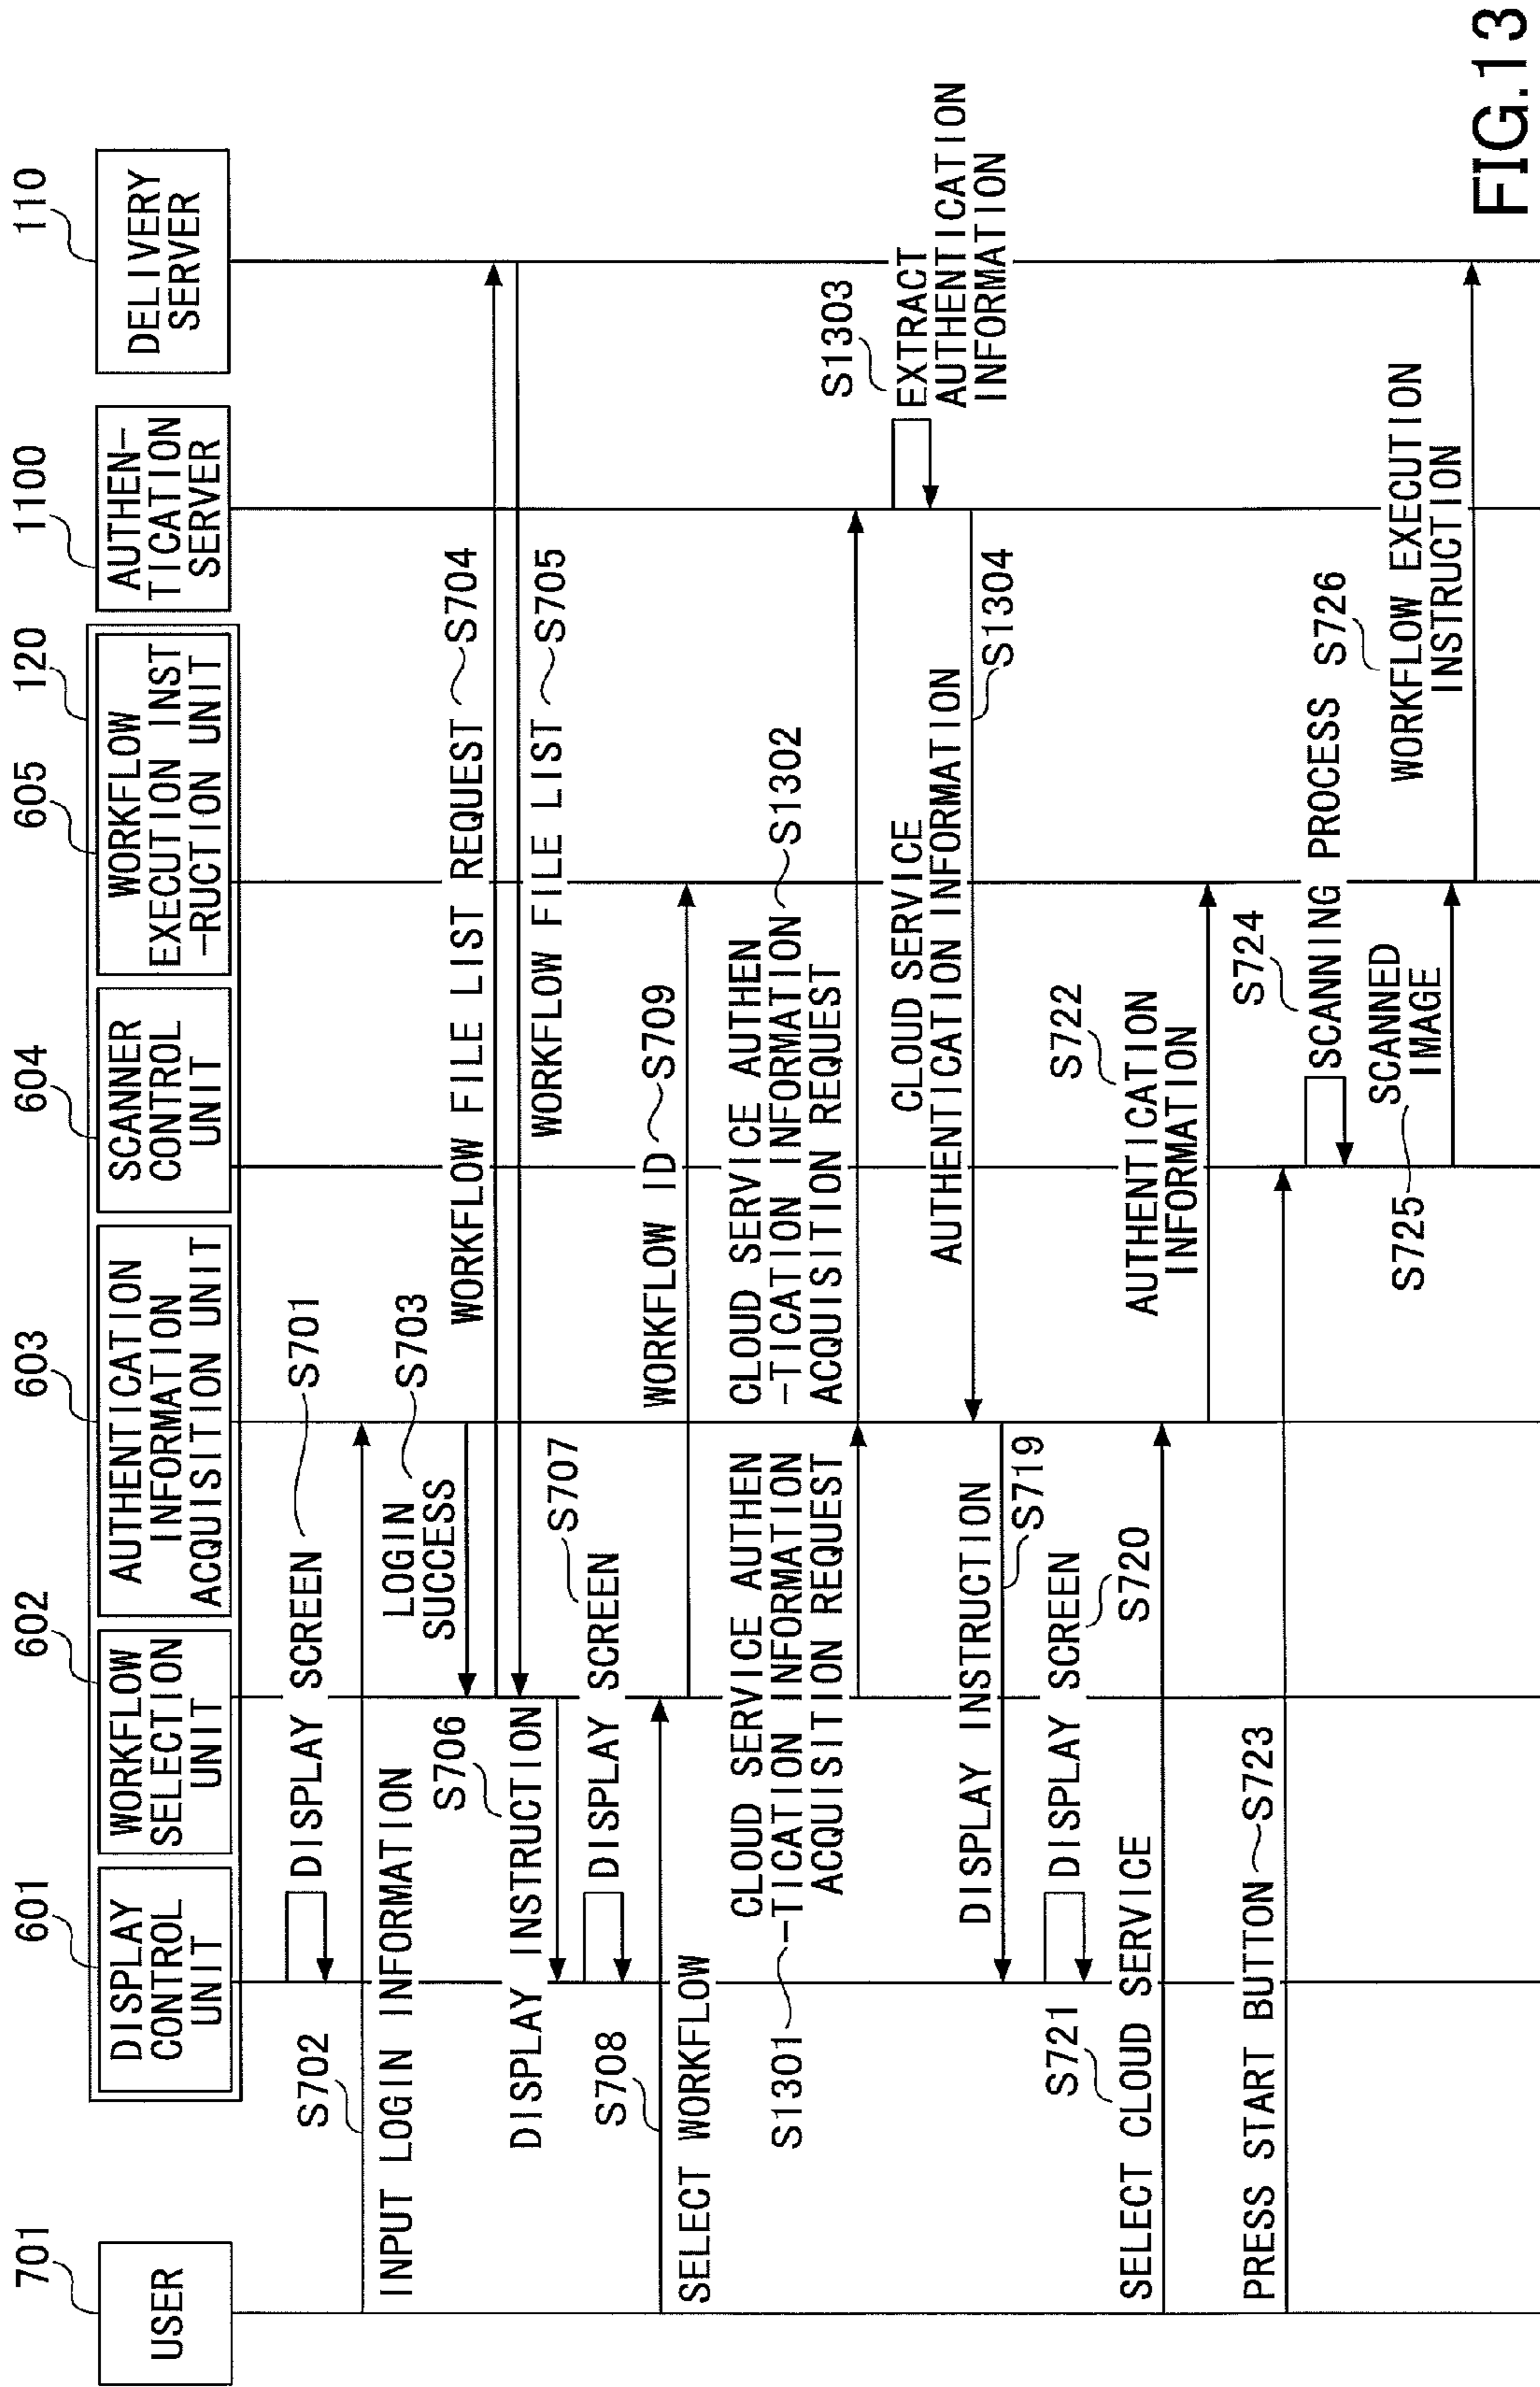 701
USER
601
DISPLAY
CONTROL
UNIT
602
WORKFLOW
SELECTION
UNIT
603
AUTHENTICATION
INFORMATION
ACQUISITION UNIT
604
SCANNER
CONTROL
UNIT
605
WORKFLOW
EXECUTION INST
-RUCTION UNIT
120
1100
AUTHEN-
TICATION
SERVER
110
DELIVERY
SERVER
DISPLAY SCREEN
S701
S702
INPUT LOGIN INFORMATION
LOGIN
SUCCESS
S703
WORKFLOW FILE LIST REQUEST
S704
WORKFLOW FILE LIST
S705
S706
DISPLAY INSTRUCTION
DISPLAY SCREEN
S707
S708
SELECT WORKFLOW
WORKFLOW ID
S709
CLOUD SERVICE AUTHEN
-TICATION INFORMATION
ACQUISITION REQUEST
S1301
CLOUD SERVICE AUTHEN
-TICATION INFORMATION
ACQUISITION REQUEST
S1302
S1303
EXTRACT
AUTHENTICATION
INFORMATION
CLOUD SERVICE
AUTHENTICATION INFORMATION
S1304
DISPLAY INSTRUCTION
S719
DISPLAY SCREEN
S720
S721
SELECT CLOUD SERVICE
S722
AUTHENTICATION
INFORMATION
PRESS START BUTTON
S723
S724
SCANNING PROCESS
S725
SCANNED
IMAGE
S726
WORKFLOW EXECUTION
INSTRUCTION
FIG.13